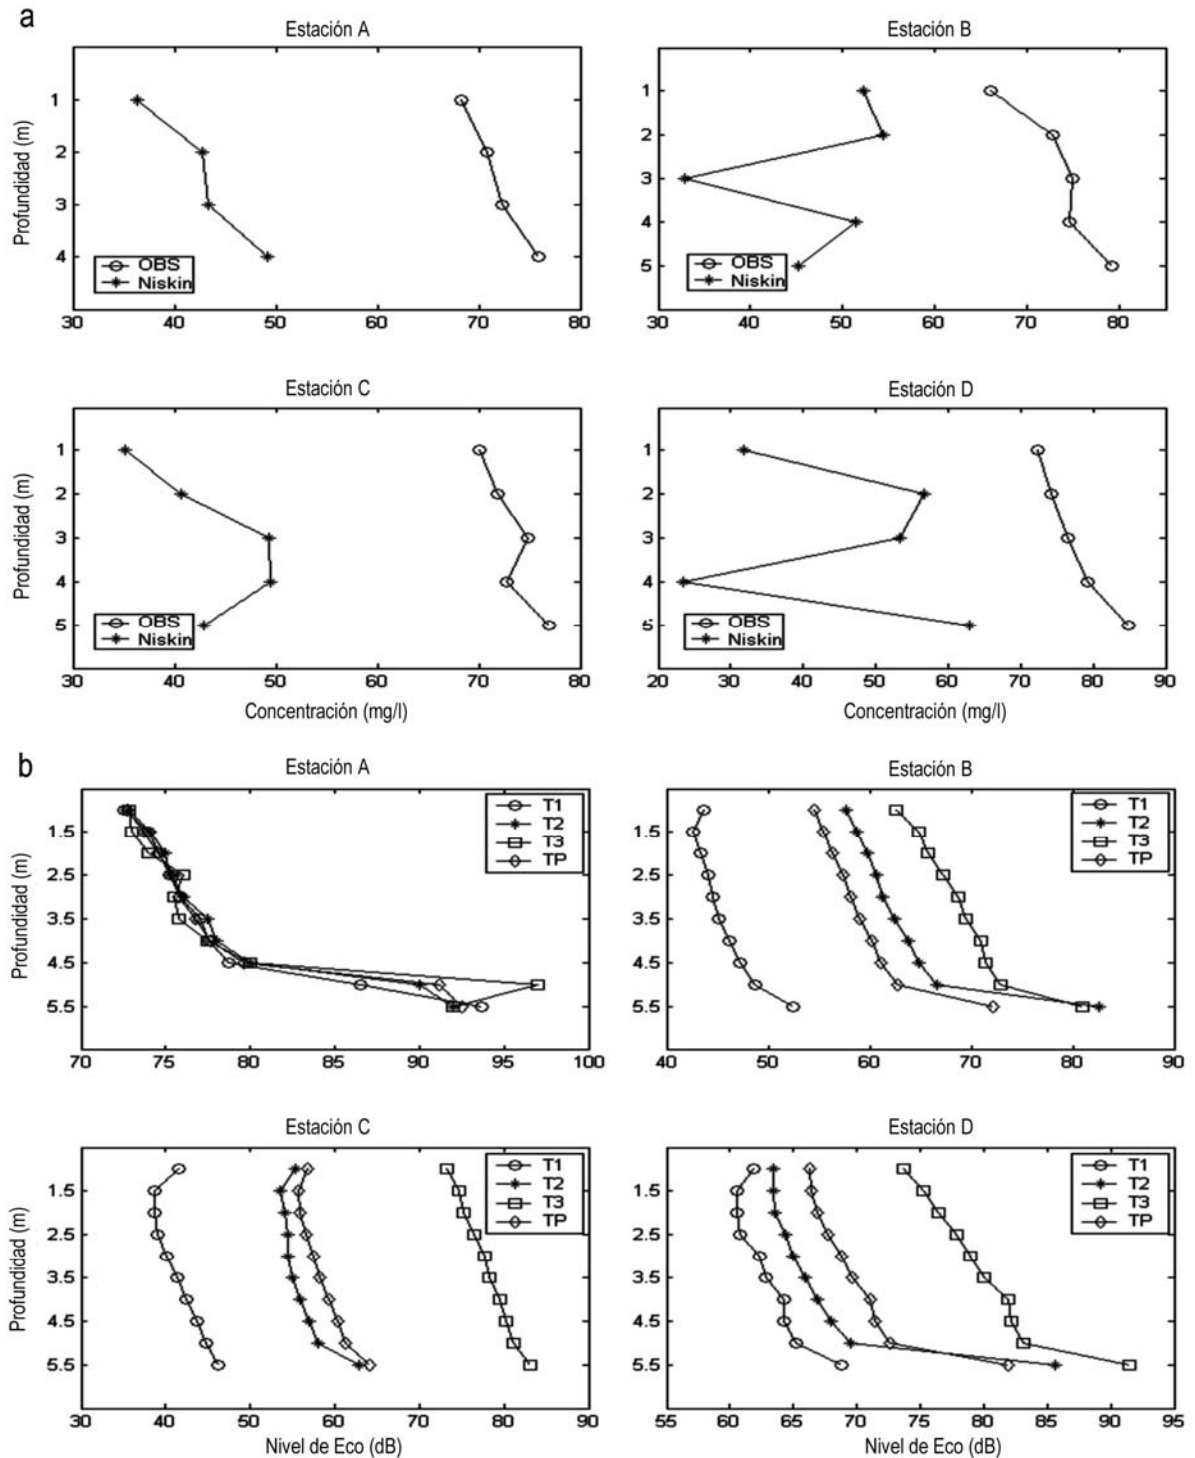 a
Estación A
Profundidad (m)
1
2
3
4
OBS
Niskin
30 40 50 60 70 80
Estación B
1
2
3
4
5
OBS
Niskin
30 40 50 60 70 80
Estación C
Profundidad (m)
1
2
3
4
5
OBS
Niskin
30 40 50 60 70 80
Concentración (mg/l)
Estación D
1
2
3
4
5
OBS
Niskin
20 30 40 50 60 70 80 90
Concentración (mg/l)
b
Estación A
Profundidad (m)
1.5
2.5
3.5
4.5
5.5
T1
T2
T3
TP
70 75 80 85 90 95 100
Estación B
1.5
2.5
3.5
4.5
5.5
T1
T2
T3
TP
40 50 60 70 80 90
Estación C
Profundidad (m)
1.5
2.5
3.5
4.5
5.5
T1
T2
T3
TP
30 40 50 60 70 80 90
Nivel de Eco (dB)
Estación D
1.5
2.5
3.5
4.5
5.5
T1
T2
T3
TP
55 60 65 70 75 80 85 90 95
Nivel de Eco (dB)